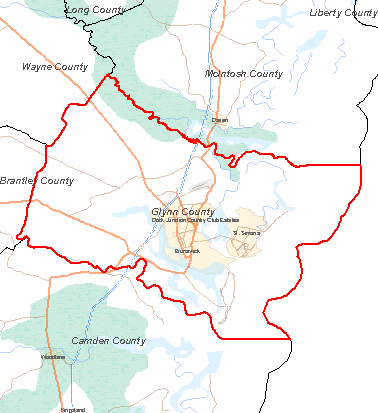 Long County
Liberty County
Wayne County
McIntosh County
Darien
Brantley County
Glynn County
Dock Junction Country Club Estates
St. Simons
Brunswick
Camden County
Woodbine
Kingsland